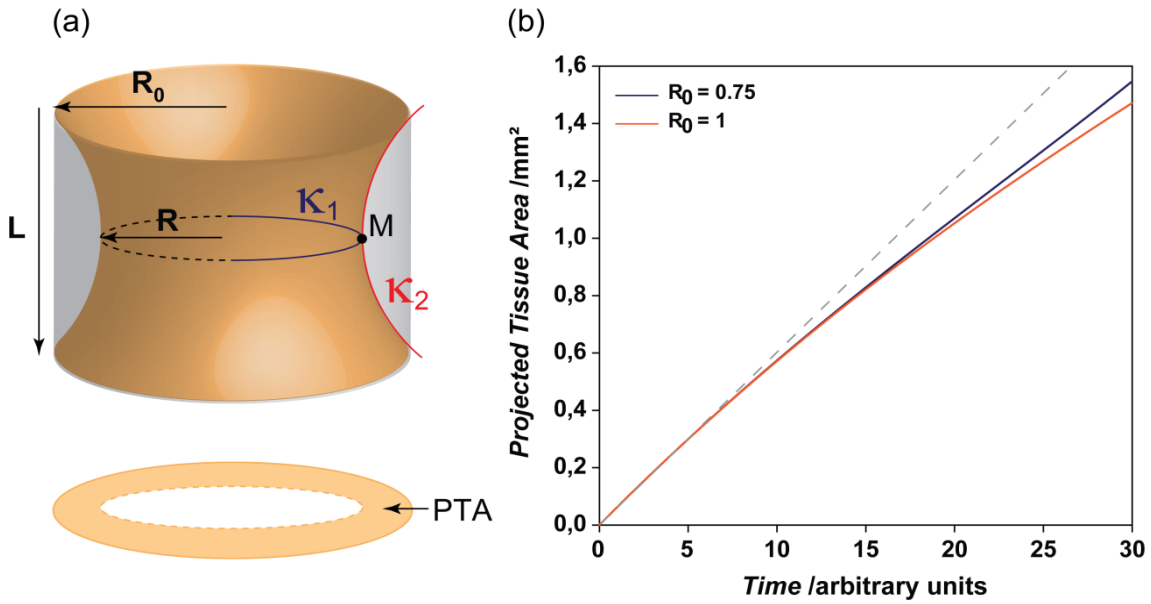 (a)
R₀
L
R
κ₁
M
κ₂
PTA
(b)
Projected Tissue Area /mm²
1,6
1,4
1,2
1,0
0,8
0,6
0,4
0,2
0,0
R₀ = 0.75
R₀ = 1
0 5 10 15 20 25 30
Time /arbitrary units